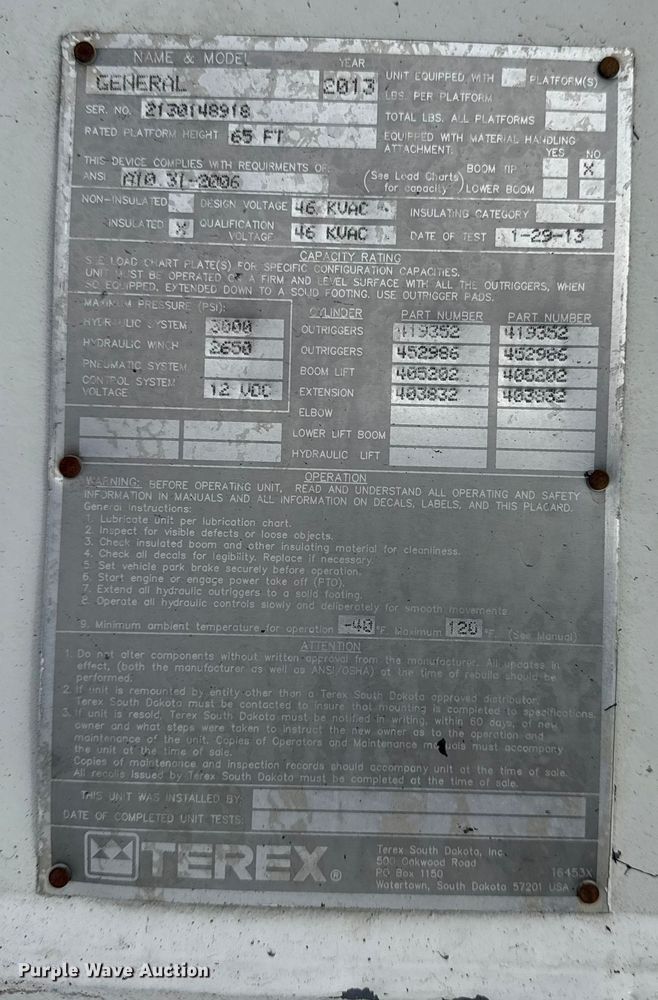 NAME & MODEL YEAR
GENERAL 2013
UNIT EQUIPPED WITH PLATFORM(S)
LBS. PER PLATFORM
SER. NO. 2130148918
TOTAL LBS. ALL PLATFORMS
RATED PLATFORM HEIGHT 65 FT
EQUIPPED WITH MATERIAL HANDLING
ATTACHMENT. YES NO
THIS DEVICE COMPLIES WITH REQUIRMENTS OF:
(See Load Charts for capacity) BOOM TIP X
ANSI A10 31-2006
LOWER BOOM
NON-INSULATED DESIGN VOLTAGE 46 KVAC INSULATING CATEGORY
INSULATED X QUALIFICATION VOLTAGE 46 KVAC DATE OF TEST 1-29-13
CAPACITY RATING
SEE LOAD CHART PLATE(S) FOR SPECIFIC CONFIGURATION CAPACITIES.
UNIT MUST BE OPERATED OF A FIRM AND LEVEL SURFACE WITH ALL THE OUTRIGGERS, WHEN
SO EQUIPPED, EXTENDED DOWN TO A SOLID FOOTING. USE OUTRIGGER PADS.
MAXIMUM PRESSURE (PSI):
HYDRAULIC SYSTEM 3000
HYDRAULIC WINCH 2650
PNEUMATIC SYSTEM
CONTROL SYSTEM VOLTAGE 12 VDC
CYLINDER PART NUMBER PART NUMBER
OUTRIGGERS 419352 419352
OUTRIGGERS 452986 452986
BOOM LIFT 405202 405202
EXTENSION 403832 403832
ELBOW
LOWER LIFT BOOM
HYDRAULIC LIFT
OPERATION
WARNING: BEFORE OPERATING UNIT, READ AND UNDERSTAND ALL OPERATING AND SAFETY
INFORMATION IN MANUALS AND ALL INFORMATION ON DECALS, LABELS, AND THIS PLACARD.
General Instructions:
1. Lubricate unit per lubrication chart.
2. Inspect for visible defects or loose objects.
3. Check insulated boom and other insulating material for cleanliness.
4. Check all decals for legibility. Replace if necessary.
5. Set vehicle park brake securely before operation.
6. Start engine or engage power take off (PTO).
7. Extend all hydraulic outriggers to a solid footing.
8. Operate all hydraulic controls slowly and deliberately for smooth movements.
9. Minimum ambient temperature for operation -40 °F. Maximum 120 °F. (See Manual)
ATTENTION
1. Do not alter components without written approval from the manufacturer. All updates in
effect, (both the manufacturer as well as ANSI/OSHA) at the time of rebuild should be
performed.
2. If unit is remounted by entity other than a Terex South Dakota approved distributor,
Terex South Dakota must be contacted to insure that mounting is completed to specifications.
3. If unit is resold, Terex South Dakota must be notified in writing, within 60 days, of new
owner and what steps were taken to instruct the new owner as to the operation and
maintenance of the unit. Copies of Operators and Maintenance manuals must accompany
the unit at the time of sale.
Copies of maintenance and inspection records should accompany unit at the time of sale.
All recalls issued by Terex South Dakota must be completed at time of sale.
THIS UNIT WAS INSTALLED BY:
DATE OF COMPLETED UNIT TESTS:
TEREX®
Terex South Dakota, Inc.
500 Oakwood Road
PO Box 1150
Watertown, South Dakota 57201 USA
16453X
Purple Wave Auction